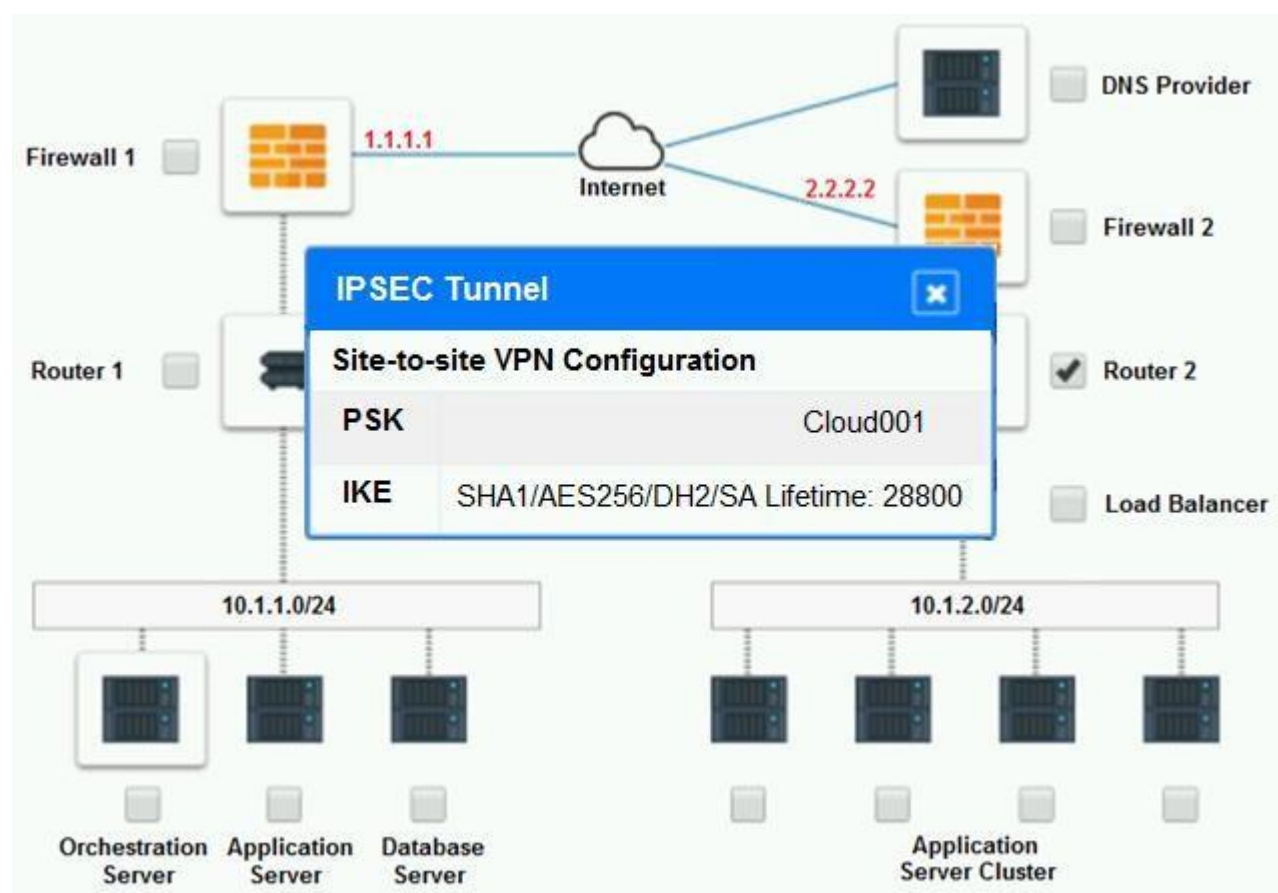 DNS Provider
Firewall 1
1.1.1.1
Internet
2.2.2.2
Firewall 2
IPSEC Tunnel
Site-to-site VPN Configuration
Router 1
Router 2
PSK Cloud001
IKE SHA1/AES256/DH2/SA Lifetime: 28800
Load Balancer
10.1.1.0/24
10.1.2.0/24
Orchestration
Server
Application
Server
Database
Server
Application
Server Cluster